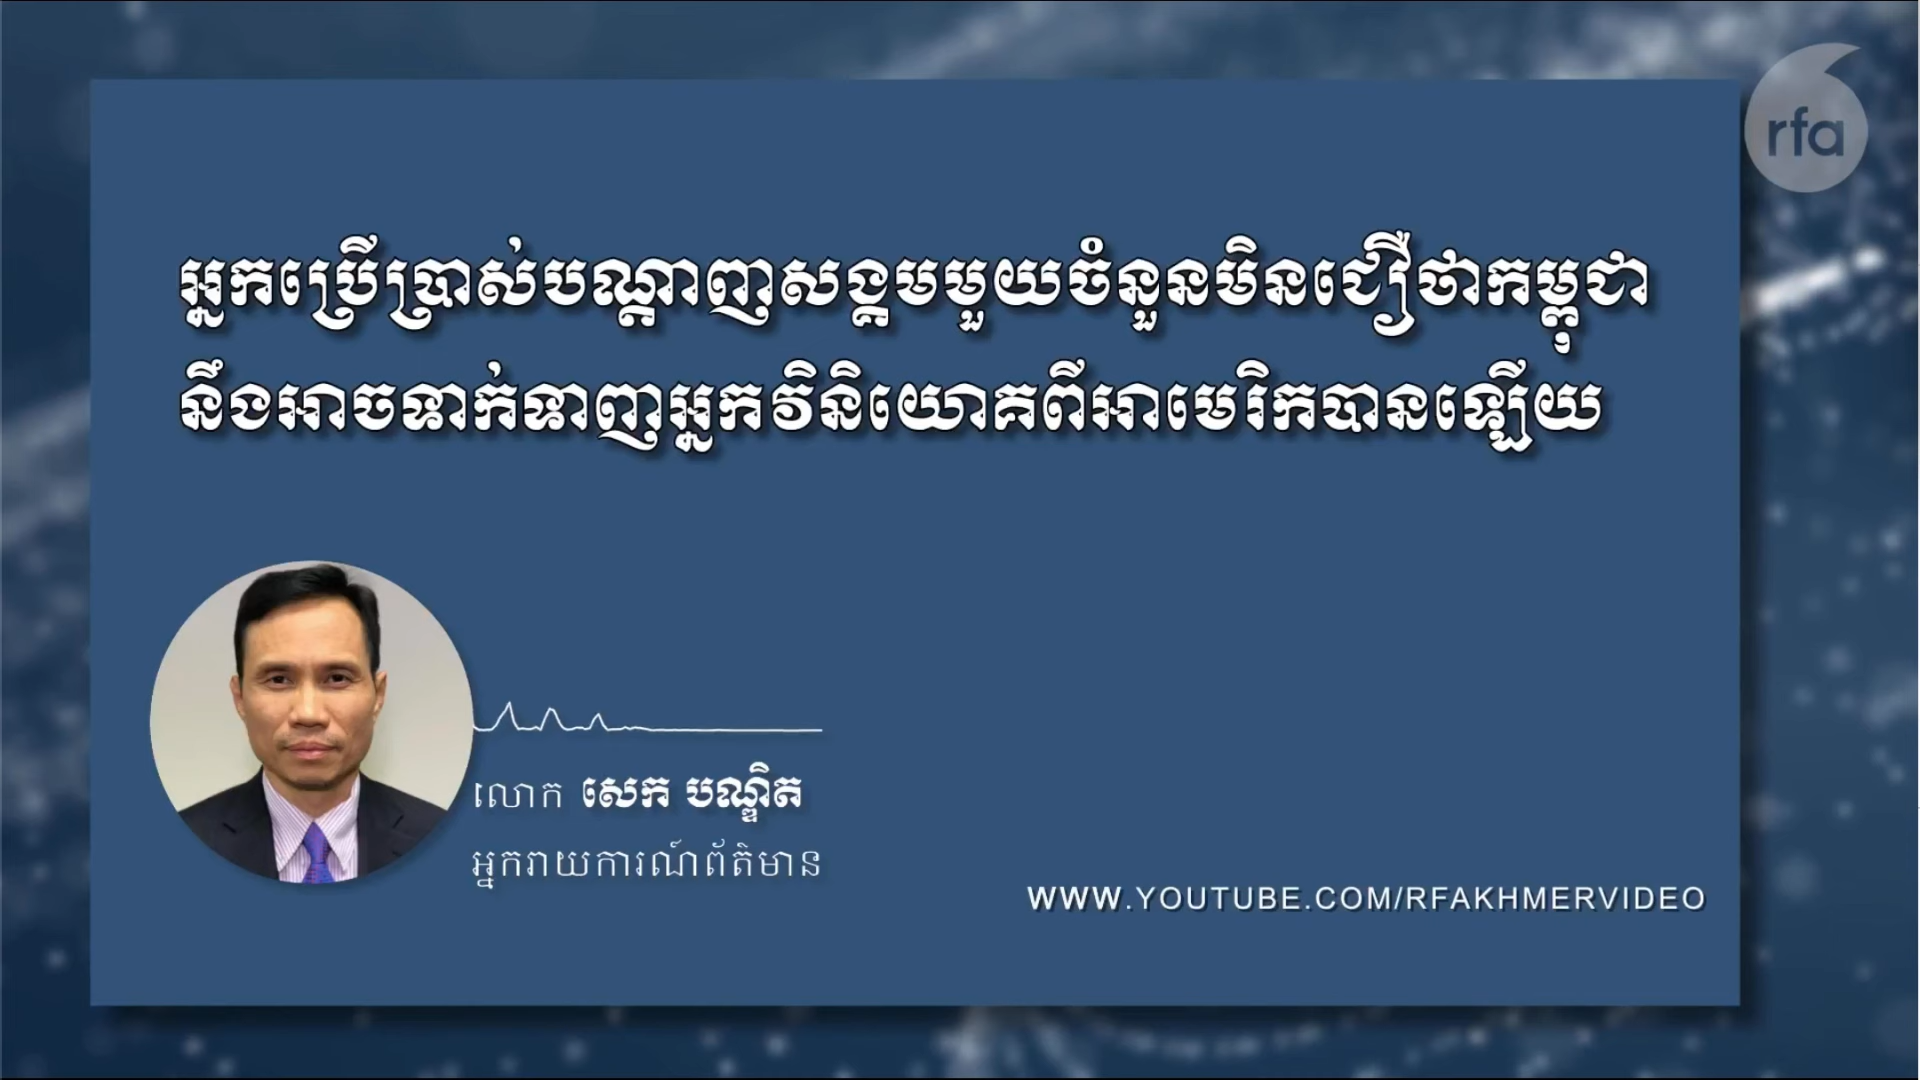 rfa
អ្នកប្រើប្រាស់បណ្ដាញសង្គមមួយចំនួនមិនជឿថាកម្ពុជា
នឹងអាចទាក់ទាញអ្នកវិនិយោគពីអាមេរិកបានឡើយ
លោក សេក បណ្ឌិត
អ្នករាយការណ៍ព័ត៌មាន
WWW.YOUTUBE.COM/RFAKHMERVIDEO